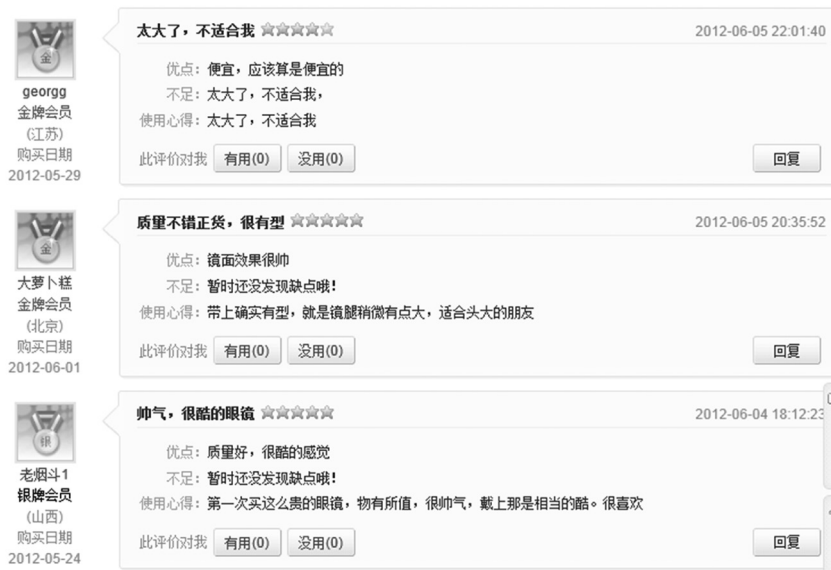 太大了，不适合我
2012-06-05 22:01:40
优点：便宜，应该算是便宜的
不足：太大了，不适合我，
使用心得：太大了，不适合我
此评价对我 有用(0) 没用(0) 回复
金
georgg
金牌会员
(江苏)
购买日期
2012-05-29
质量不错正货，很有型
2012-06-05 20:35:52
优点：镜面效果很帅
不足：暂时还没发现缺点哦！
使用心得：带上确实有型，就是镜腿稍微有点大，适合头大的朋友
此评价对我 有用(0) 没用(0) 回复
金
大萝卜糕
金牌会员
(北京)
购买日期
2012-06-01
帅气，很酷的眼镜
2012-06-04 18:12:23
优点：质量好，很酷的感觉
不足：暂时还没发现缺点哦！
使用心得：第一次买这么贵的眼镜，物有所值，很帅气，戴上那是相当的酷。很喜欢
此评价对我 有用(0) 没用(0) 回复
银
老烟斗1
银牌会员
(山西)
购买日期
2012-05-24